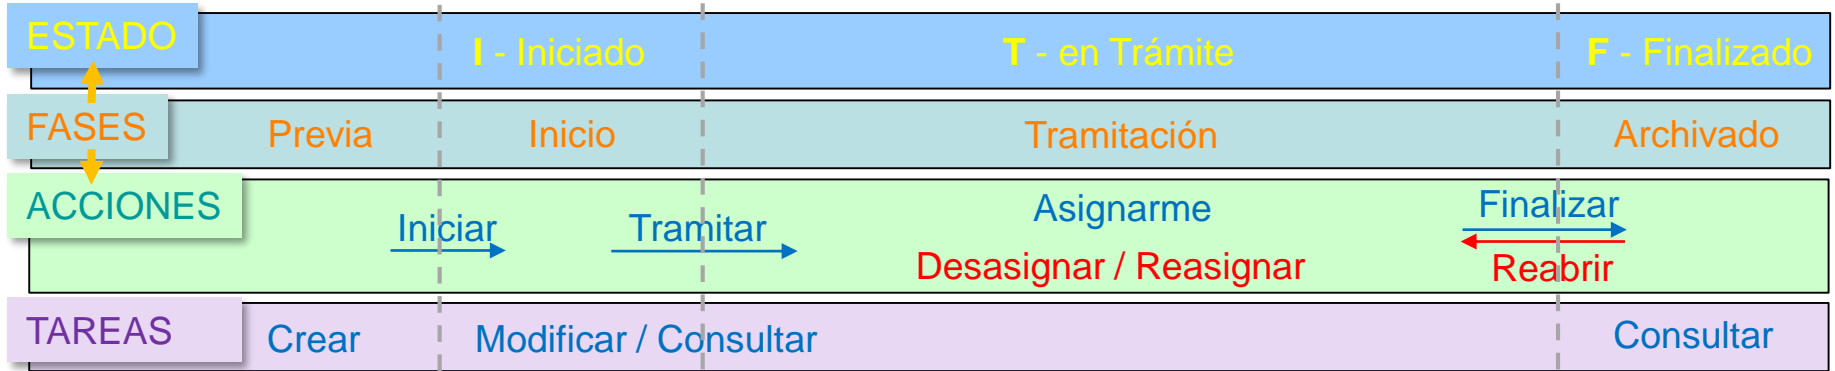 ESTADO
I - Iniciado
T - en Trámite
F - Finalizado
FASES
Previa
Inicio
Tramitación
Archivado
ACCIONES
Iniciar
Tramitar
Asignarme
Desasignar / Reasignar
Finalizar
Reabrir
TAREAS
Crear
Modificar / Consultar
Consultar